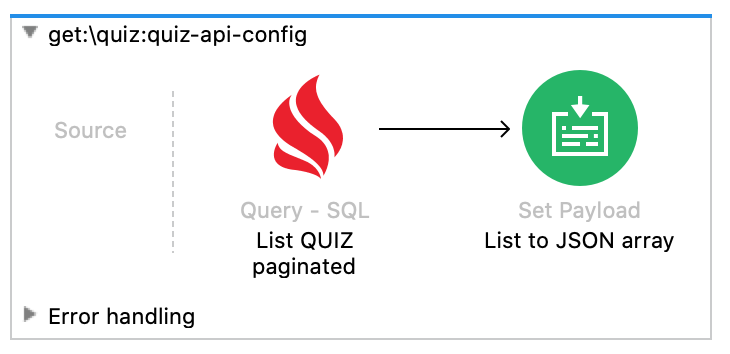 get:\quiz:quiz-api-config
Source
Query - SQL
List QUIZ
paginated
Set Payload
List to JSON array
Error handling